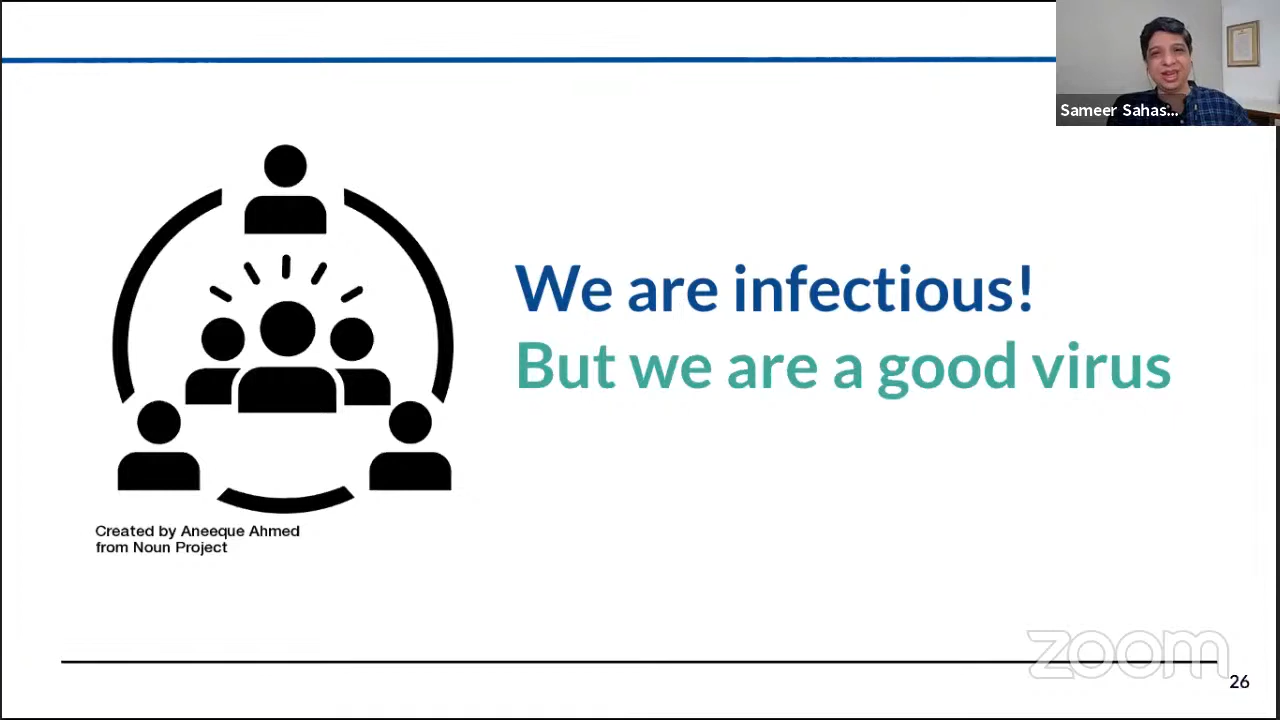 Sameer Sahas...
We are infectious!
But we are a good virus
Created by Aneeque Ahmed
from Noun Project
zoom
26